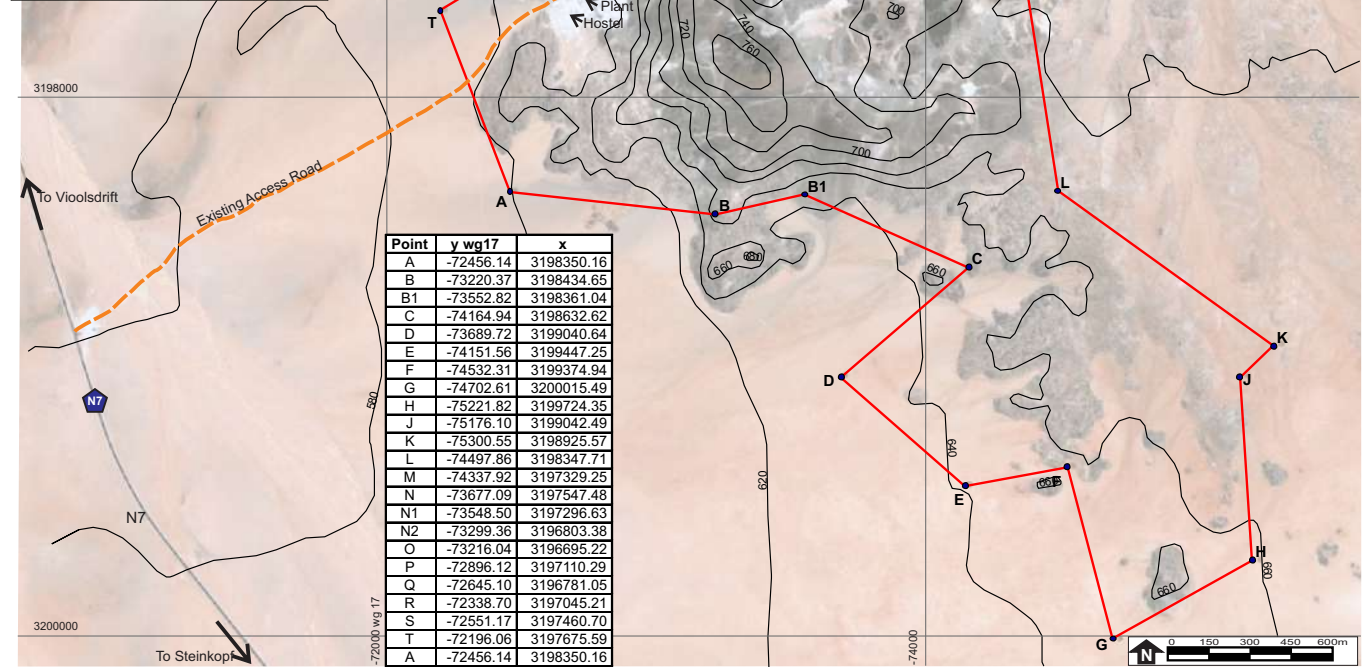 Plant
Hostel
T
740
720
760
700
3198000
700
To Vioolsdrift
Existing Access Road
A
B
B1
L
660
680
660
C
Point y wg17 x
A -72456.14 3198350.16
B -73220.37 3198434.65
B1 -73552.82 3198361.04
C -74164.94 3198632.62
D -73689.72 3199040.64
E -74151.56 3199447.25
F -74532.31 3199374.94
G -74702.61 3200015.49
H -75221.82 3199724.35
J -75176.10 3199042.49
K -75300.55 3198925.57
L -74497.86 3198347.71
M -74337.92 3197329.25
N -73677.09 3197547.48
N1 -73548.50 3197296.63
N2 -73299.36 3196803.38
O -73216.04 3196695.22
P -72896.12 3197110.29
Q -72645.10 3196781.05
R -72338.70 3197045.21
S -72551.17 3197460.70
T -72196.06 3197675.59
A -72456.14 3198350.16
K
D
J
N7
580
640
620
E
N7
H
660
660
3200000
-72000 wg 17
-74000
To Steinkopf
G
N
0 150 300 450 600m